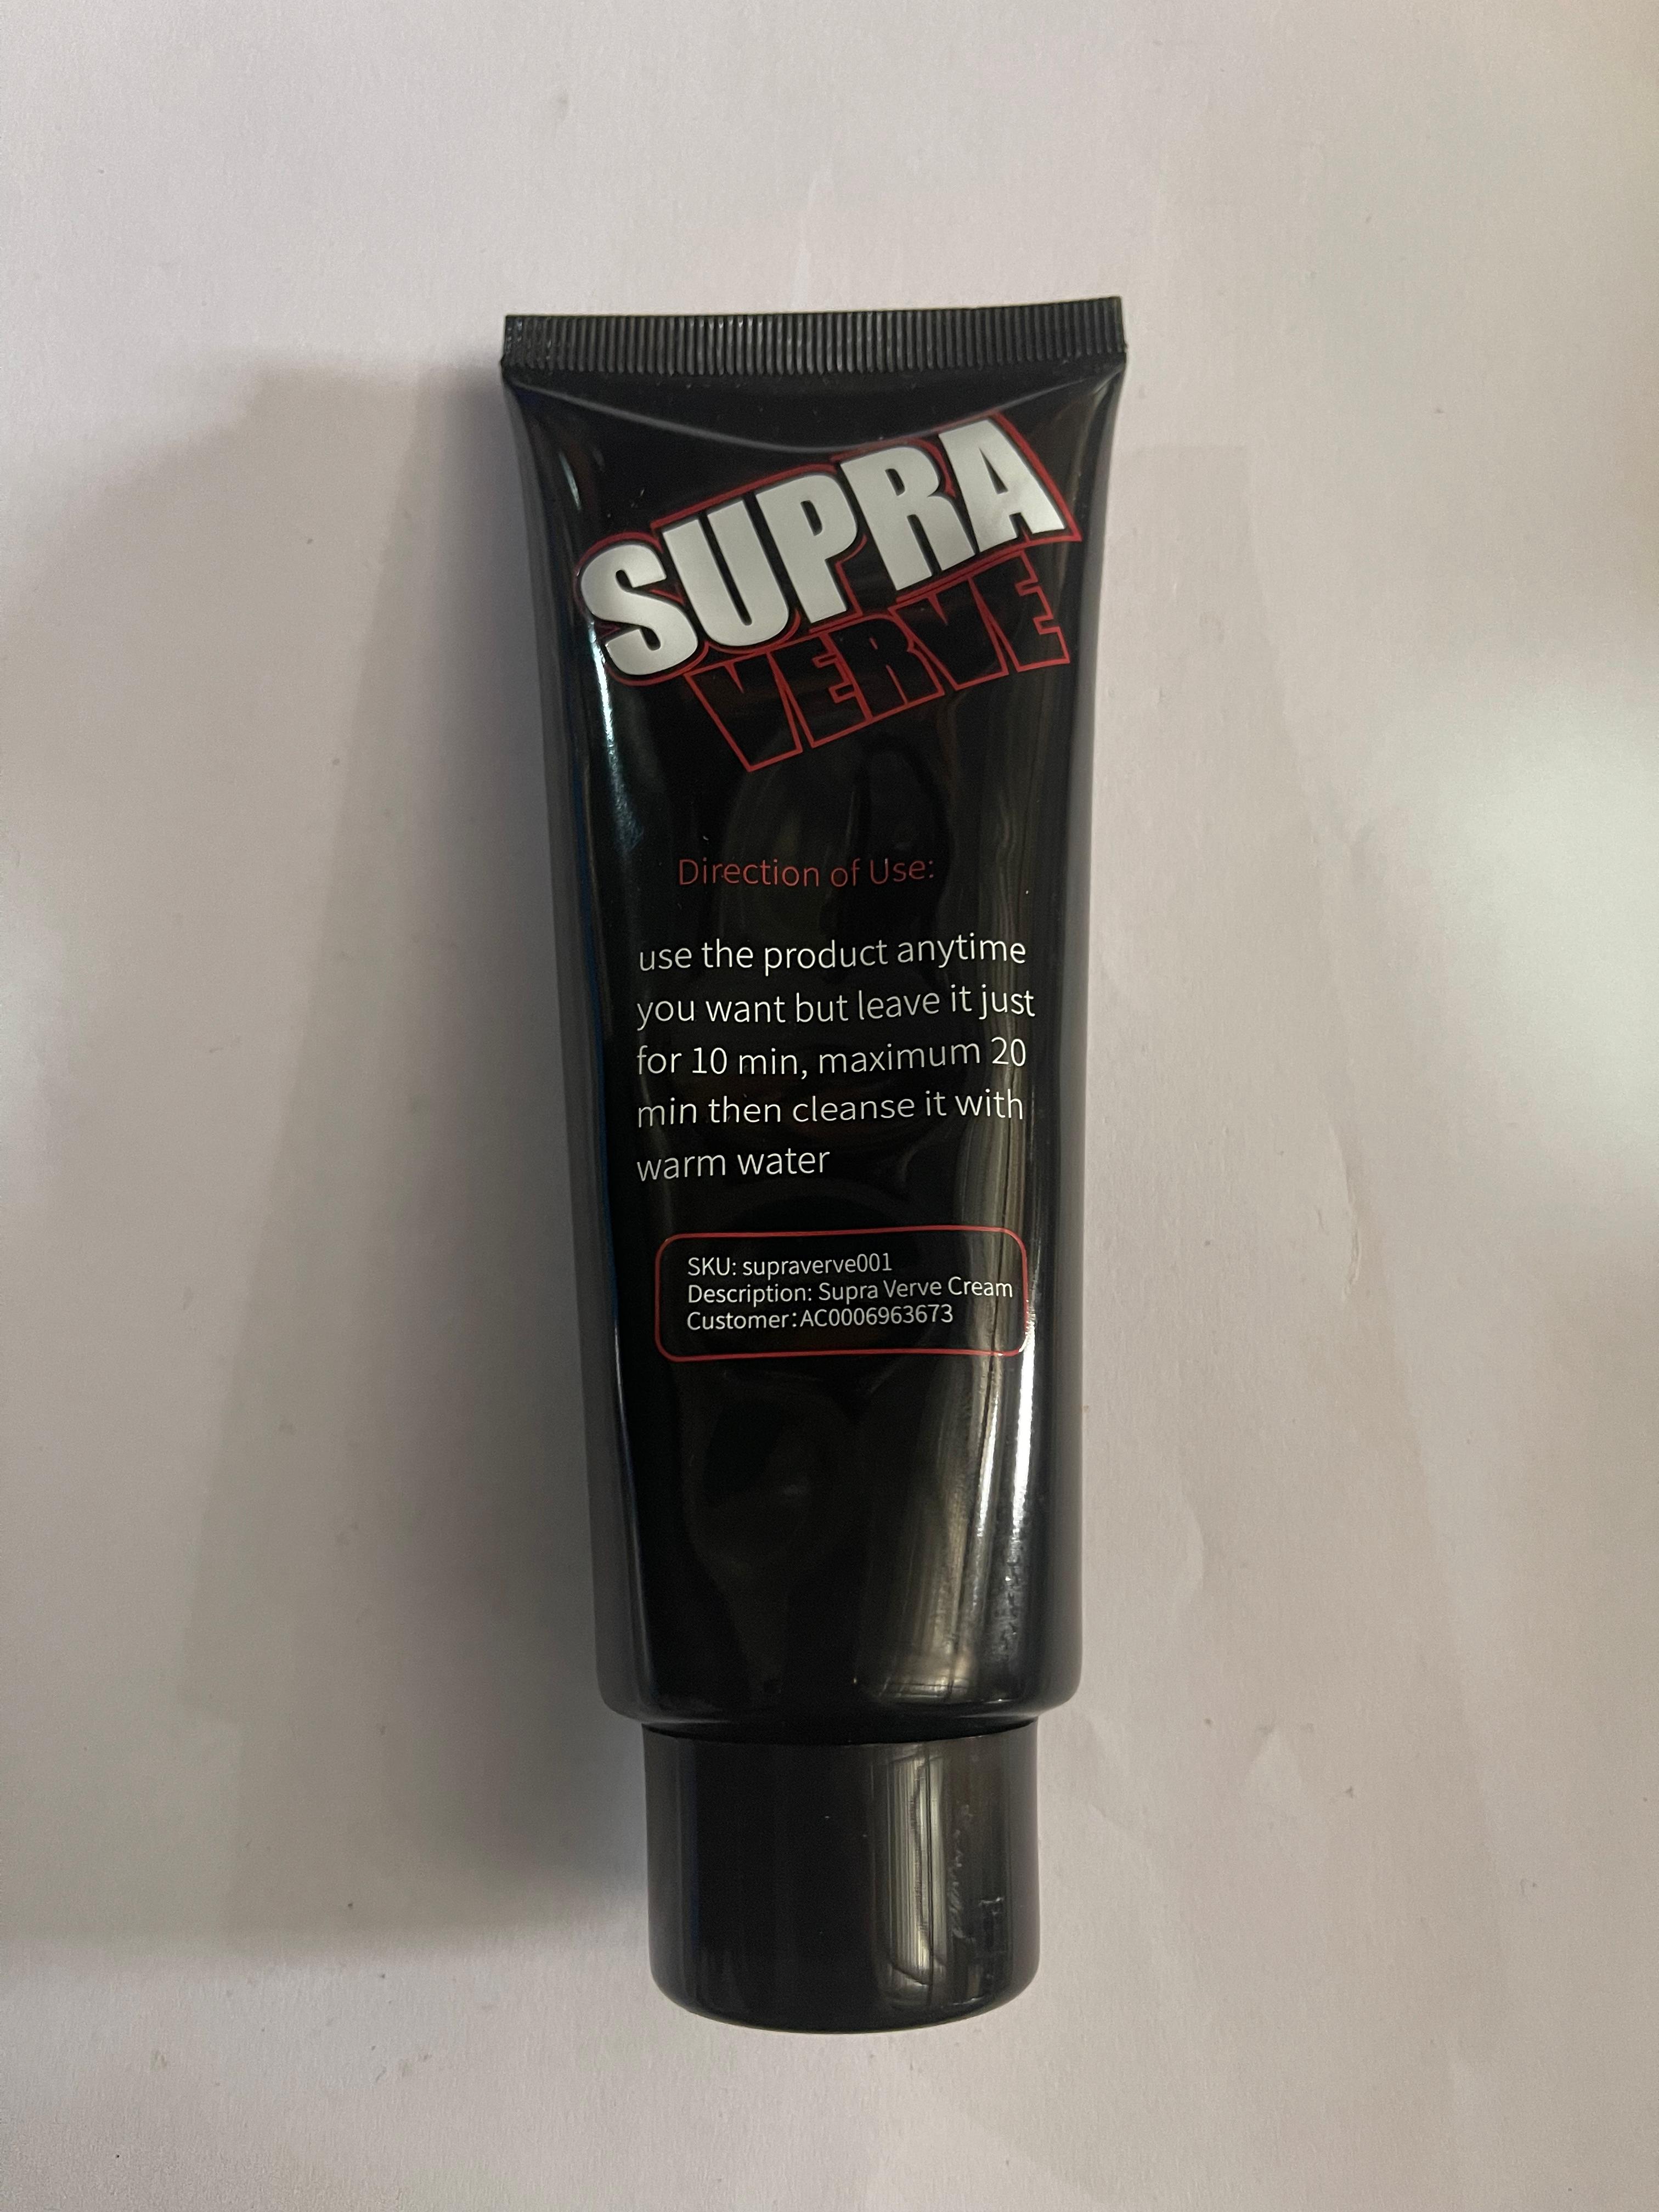 SUPRA
VERVE
Direction of Use:
use the product anytime
you want but leave it just
for 10 min, maximum 20
min then cleanse it with
warm water
SKU: supraverve001
Description: Supra Verve Cream
Customer:AC0006963673